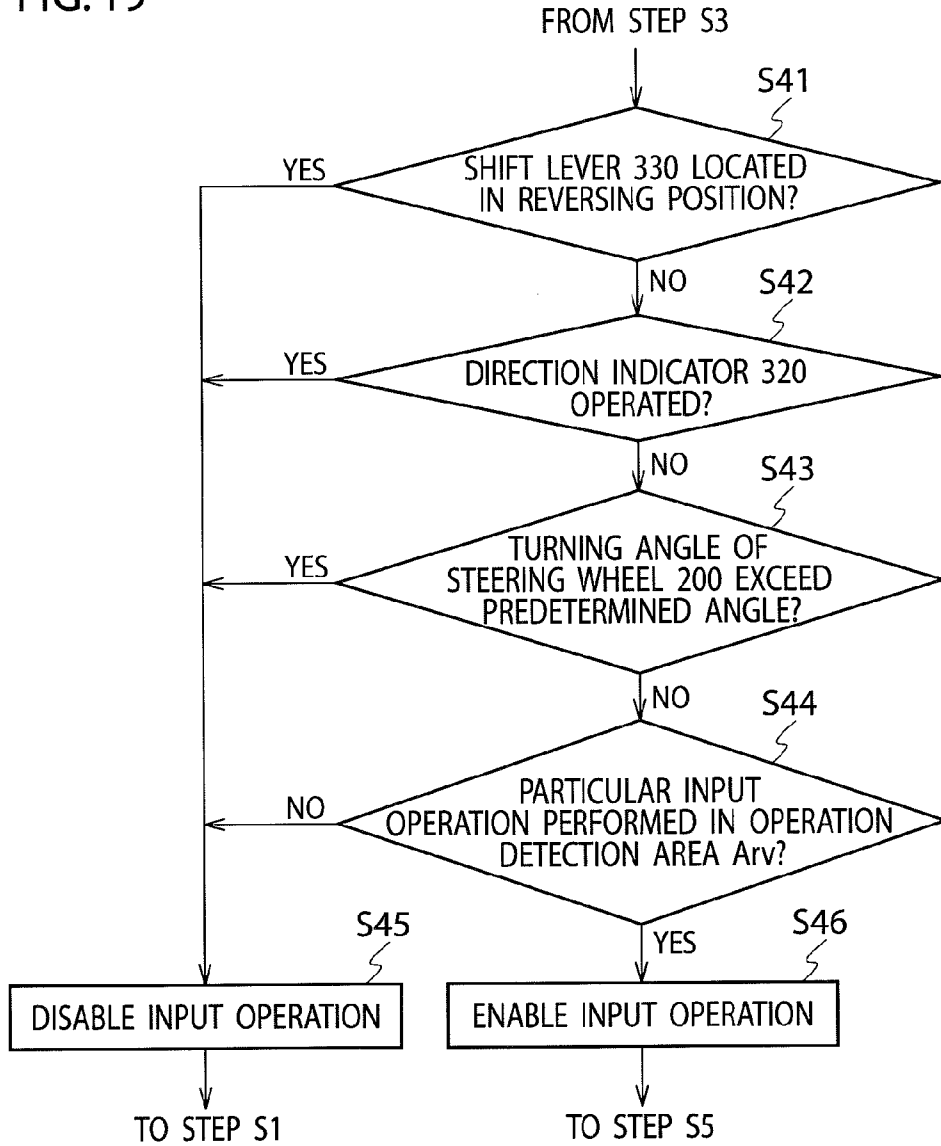 FIG. 19
FROM STEP S3
S41
YES
SHIFT LEVER 330 LOCATED
IN REVERSING POSITION?
NO
S42
YES
DIRECTION INDICATOR 320
OPERATED?
NO
S43
YES
TURNING ANGLE OF
STEERING WHEEL 200 EXCEED
PREDETERMINED ANGLE?
NO
S44
NO
PARTICULAR INPUT
OPERATION PERFORMED IN OPERATION
DETECTION AREA Arv?
YES
S45
S46
DISABLE INPUT OPERATION
ENABLE INPUT OPERATION
TO STEP S1
TO STEP S5